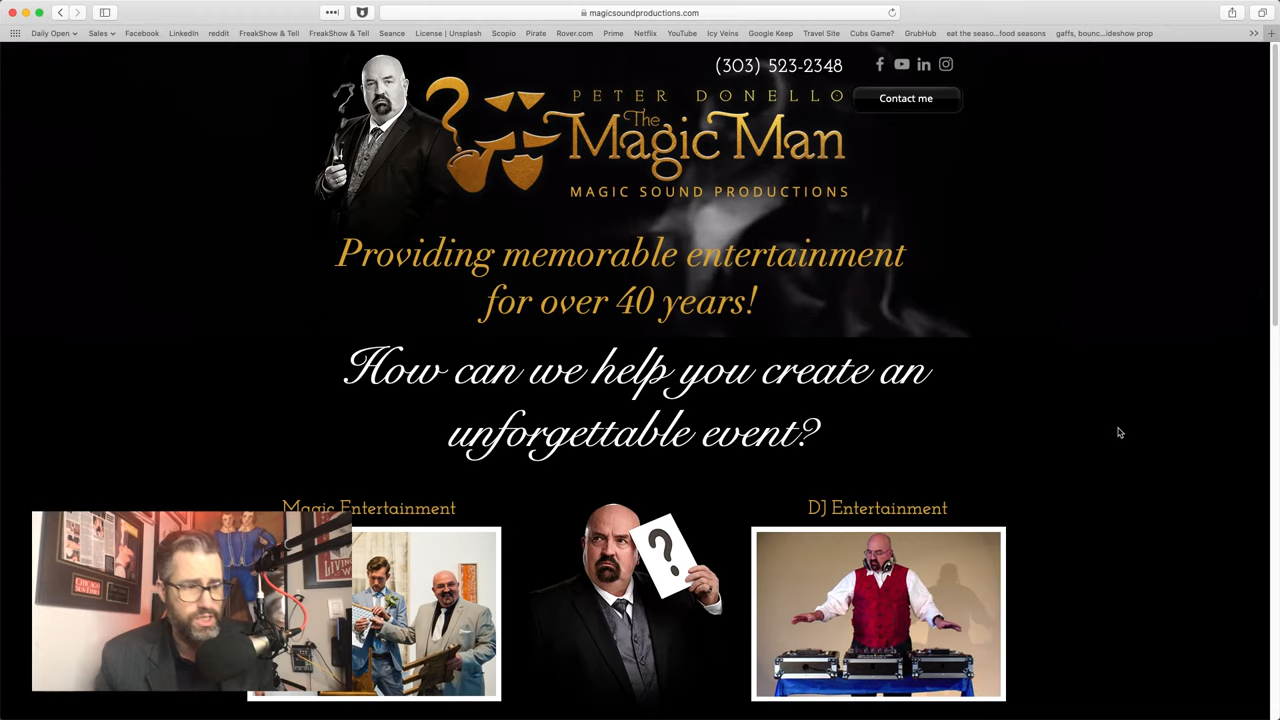 magicsoundproductions.com
Daily Open
Sales
Facebook
LinkedIn
reddit
FreakShow & Tell
FreakShow & Tell
Seance
License | Unsplash
Scopio
Pirate
Rover.com
Prime
Netflix
YouTube
Icy Veins
Google Keep
Travel Site
Cubs Game?
GrubHub
eat the seaso...food seasons
gaffs, bounc...ideshow prop
(303) 523-2348
Contact me
PETER DONELLO
The
Magic Man
MAGIC SOUND PRODUCTIONS
Providing memorable entertainment
for over 40 years!
How can we help you create an
unforgettable event?
Magic Entertainment
DJ Entertainment
?
CHICAGO
SUN-TIMES